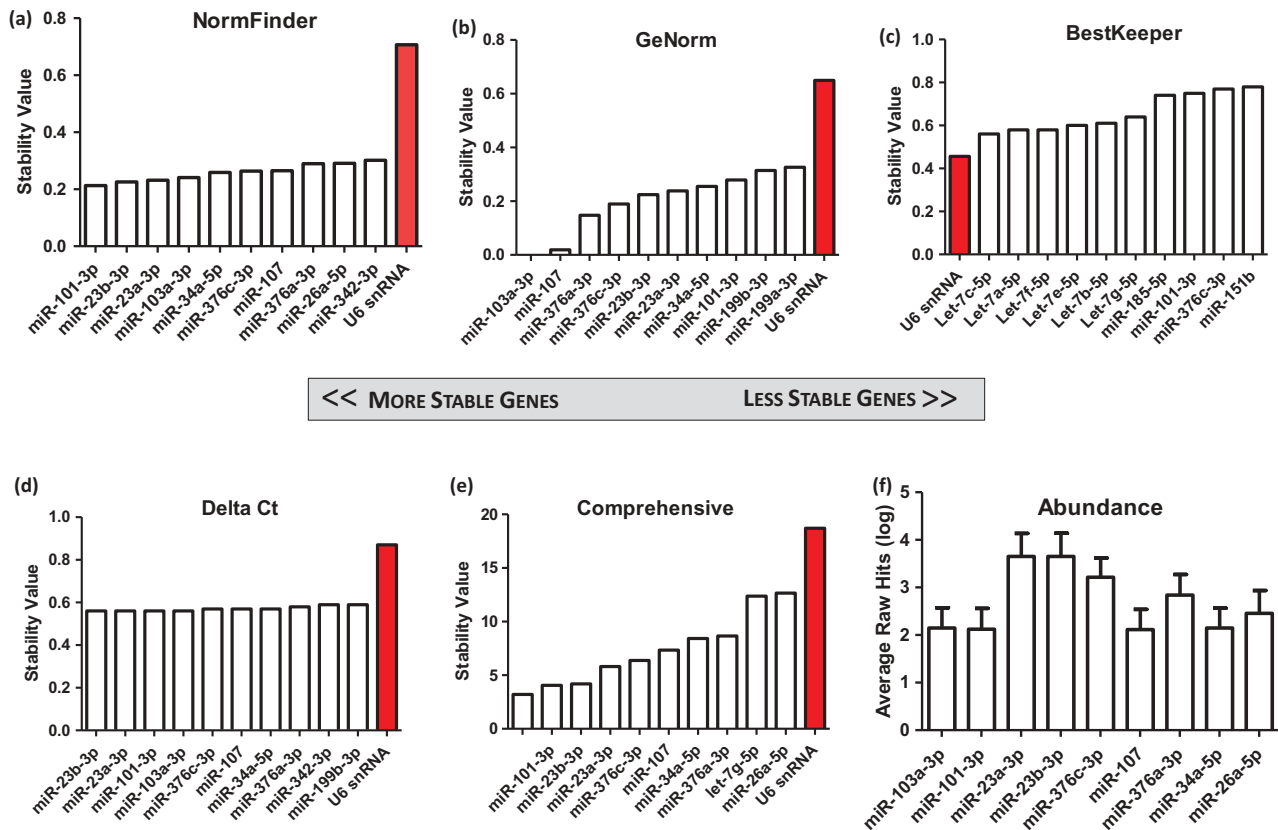 (a)
NormFinder
Stability Value
0.8
0.6
0.4
0.2
0.0
miR-101-3p
miR-23b-3p
miR-23a-3p
miR-103a-3p
miR-34a-5p
miR-376c-3p
miR-107
miR-376a-3p
miR-26a-5p
miR-342-3p
U6 snRNA
(b)
GeNorm
Stability Value
0.8
0.6
0.4
0.2
0.0
miR-103a-3p
miR-107
miR-376a-3p
miR-376c-3p
miR-23b-3p
miR-23a-3p
miR-34a-5p
miR-101-3p
miR-199b-3p
miR-199a-3p
U6 snRNA
(c)
BestKeeper
Stability Value
1.0
0.8
0.6
0.4
0.2
0.0
U6 snRNA
Let-7c-5p
Let-7a-5p
Let-7f-5p
Let-7e-5p
Let-7b-5p
Let-7g-5p
miR-185-5p
miR-101-3p
miR-376c-3p
miR-151b
<< MORE STABLE GENES LESS STABLE GENES >>
(d)
Delta Ct
Stability Value
1.0
0.8
0.6
0.4
0.2
0.0
miR-23b-3p
miR-23a-3p
miR-101-3p
miR-103a-3p
miR-376c-3p
miR-107
miR-34a-5p
miR-376a-3p
miR-342-3p
miR-199b-3p
U6 snRNA
(e)
Comprehensive
Stability Value
20
15
10
5
0
miR-101-3p
miR-23b-3p
miR-23a-3p
miR-376c-3p
miR-107
miR-34a-5p
miR-376a-3p
let-7g-5p
miR-26a-5p
U6 snRNA
(f)
Abundance
Average Raw Hits (log)
5
4
3
2
1
0
miR-103a-3p
miR-101-3p
miR-23a-3p
miR-23b-3p
miR-376c-3p
miR-107
miR-376a-3p
miR-34a-5p
miR-26a-5p